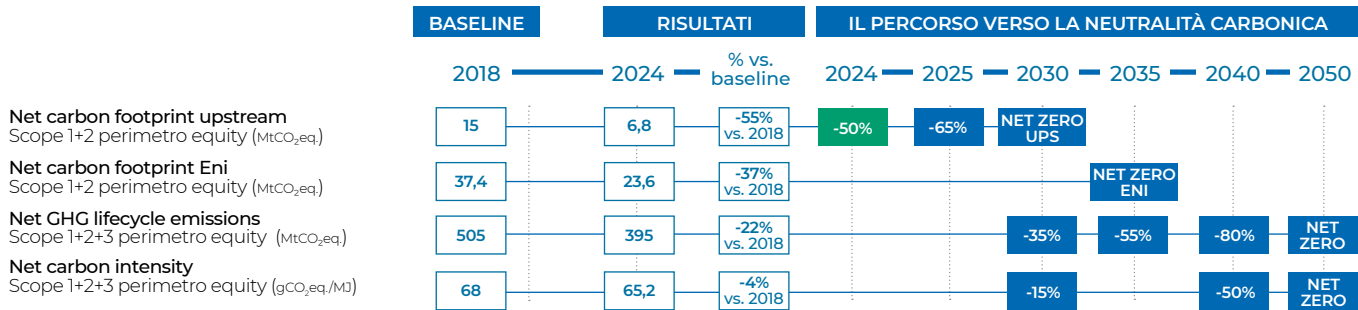 BASELINE RISULTATI IL PERCORSO VERSO LA NEUTRALITÀ CARBONICA
2018 2024 % vs. baseline 2024 2025 2030 2035 2040 2050
Net carbon footprint upstream
Scope 1+2 perimetro equity (MtCO₂eq.)
15 6,8 -55% vs. 2018 -50% -65% NET ZERO UPS
Net carbon footprint Eni
Scope 1+2 perimetro equity (MtCO₂eq.)
37,4 23,6 -37% vs. 2018 NET ZERO ENI
Net GHG lifecycle emissions
Scope 1+2+3 perimetro equity (MtCO₂eq.)
505 395 -22% vs. 2018 -35% -55% -80% NET ZERO
Net carbon intensity
Scope 1+2+3 perimetro equity (gCO₂eq./MJ)
68 65,2 -4% vs. 2018 -15% -50% NET ZERO